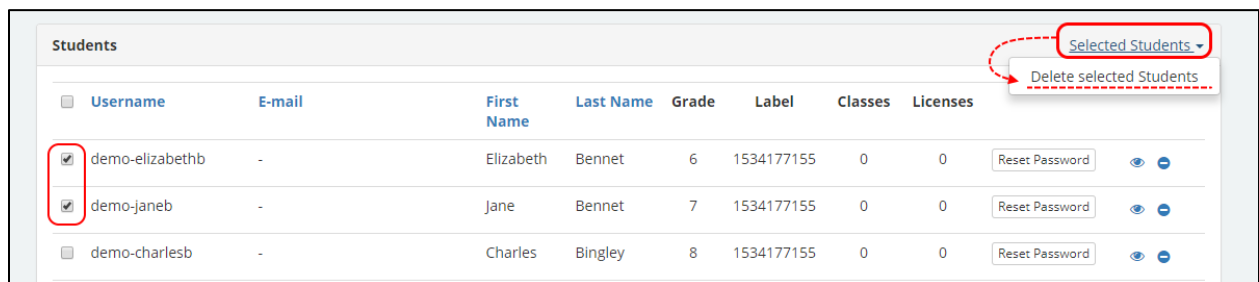 Students Selected Students
Delete selected Students
Username E-mail First Name Last Name Grade Label Classes Licenses
demo-elizabethb - Elizabeth Bennet 6 1534177155 0 0 Reset Password
demo-janeb - Jane Bennet 7 1534177155 0 0 Reset Password
demo-charlesb - Charles Bingley 8 1534177155 0 0 Reset Password